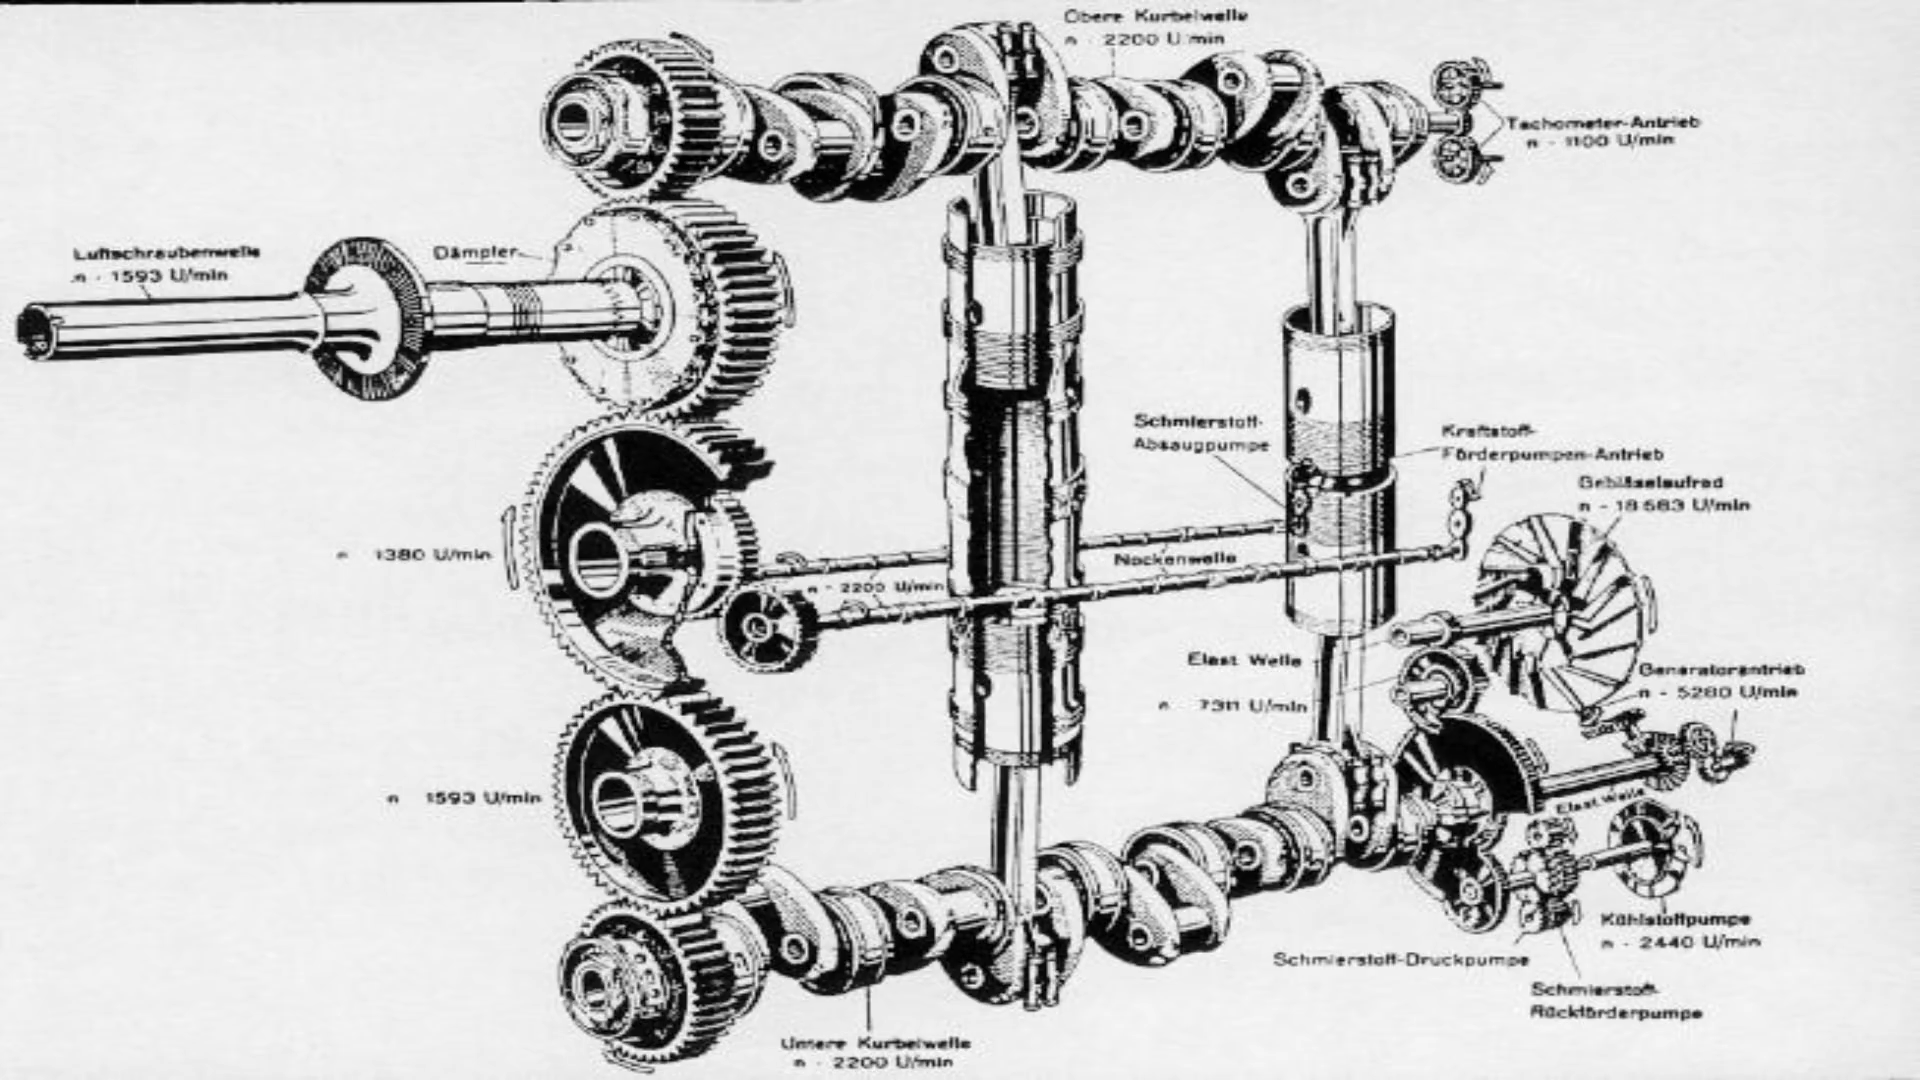 Obere Kurbelwelle
n - 2200 U/min
Tachometer-Antrieb
n - 1100 U/min
Luftschraubenwelle
n - 1593 U/min
Dämpfer
Schmierstoff-
Absaugpumpe
Kraftstoff-
Förderpumpen-Antrieb
Gebläselaufrad
n - 18583 U/min
n 1380 U/min
Nockenwelle
n - 2200 U/min
Elast Welle
n 7311 U/min
Generatorantrieb
n - 5280 U/min
n 1593 U/min
Elast Welle
Kühlstoffpumpe
n - 2440 U/min
Schmierstoff-Druckpumpe
Schmierstoff-
Rückförderpumpe
Untere Kurbelwelle
n - 2200 U/min